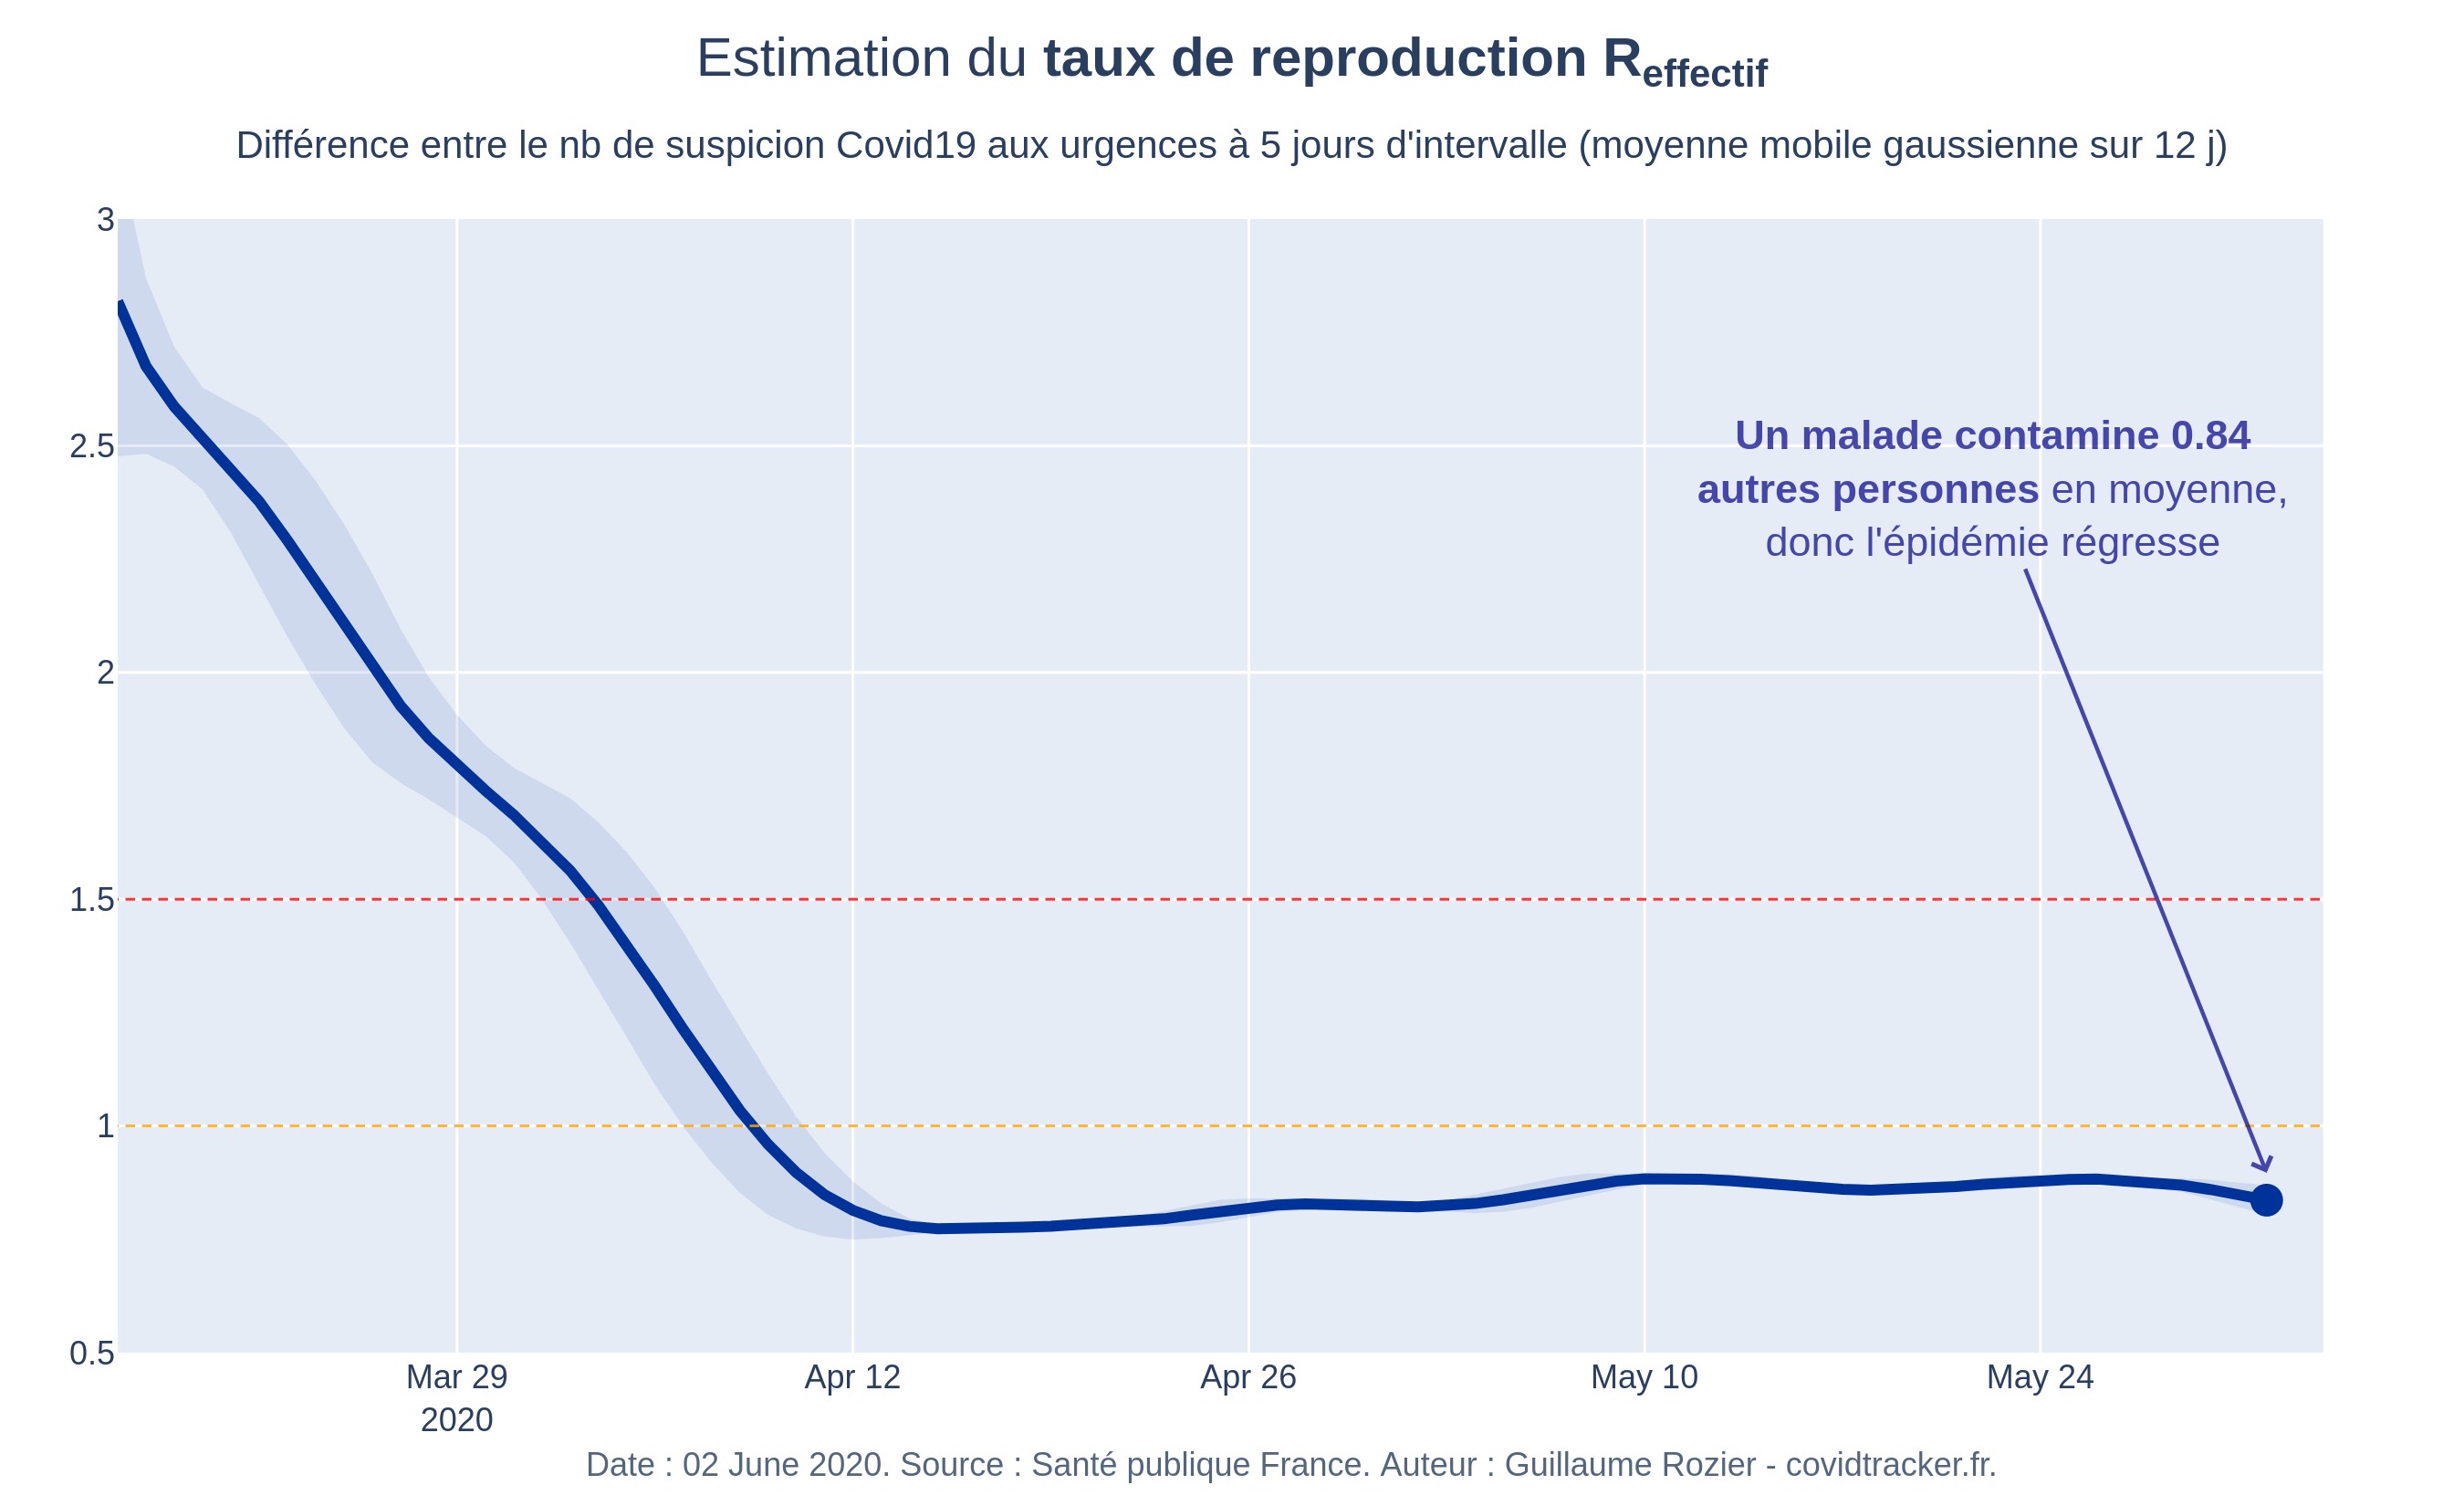 Estimation du taux de reproduction Reffectif
Différence entre le nb de suspicion Covid19 aux urgences à 5 jours d'intervalle (moyenne mobile gaussienne sur 12 j)
3
2.5
2
1.5
1
0.5
Un malade contamine 0.84
autres personnes en moyenne,
donc l'épidémie régresse
Mar 29
2020
Apr 12
Apr 26
May 10
May 24
Date : 02 June 2020. Source : Santé publique France. Auteur : Guillaume Rozier - covidtracker.fr.